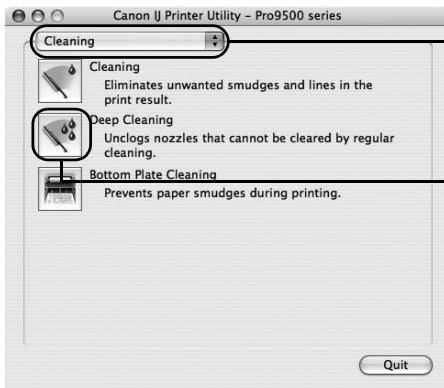 Canon IJ Printer Utility – Pro9500 series
Cleaning
Cleaning
Eliminates unwanted smudges and lines in the
print result.
Deep Cleaning
Unclogs nozzles that cannot be cleared by regular
cleaning.
Bottom Plate Cleaning
Prevents paper smudges during printing.
Quit